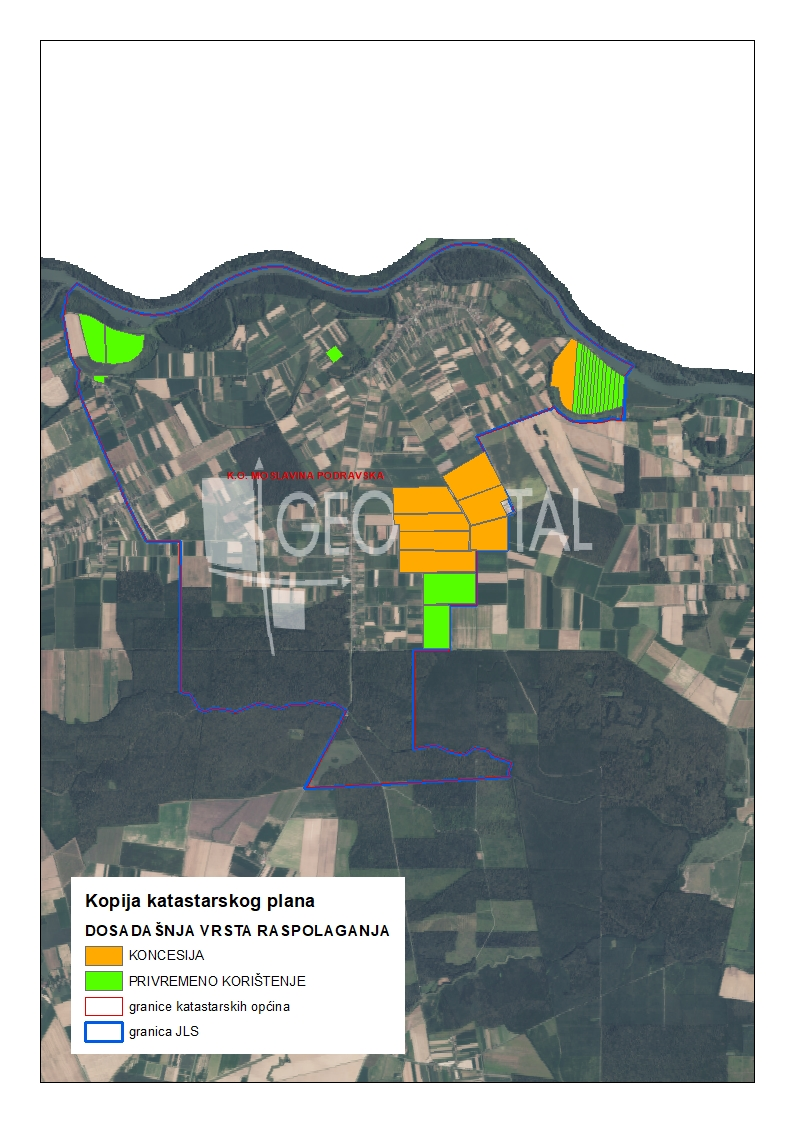 K.O. MOSLAVINA PODRAVSKA
GEO TAL
Kopija katastarskog plana
DOSADAŠNJA VRSTA RASPOLAGANJA
KONCESIJA
PRIVREMENO KORIŠTENJE
granice katastarskih općina
granica JLS